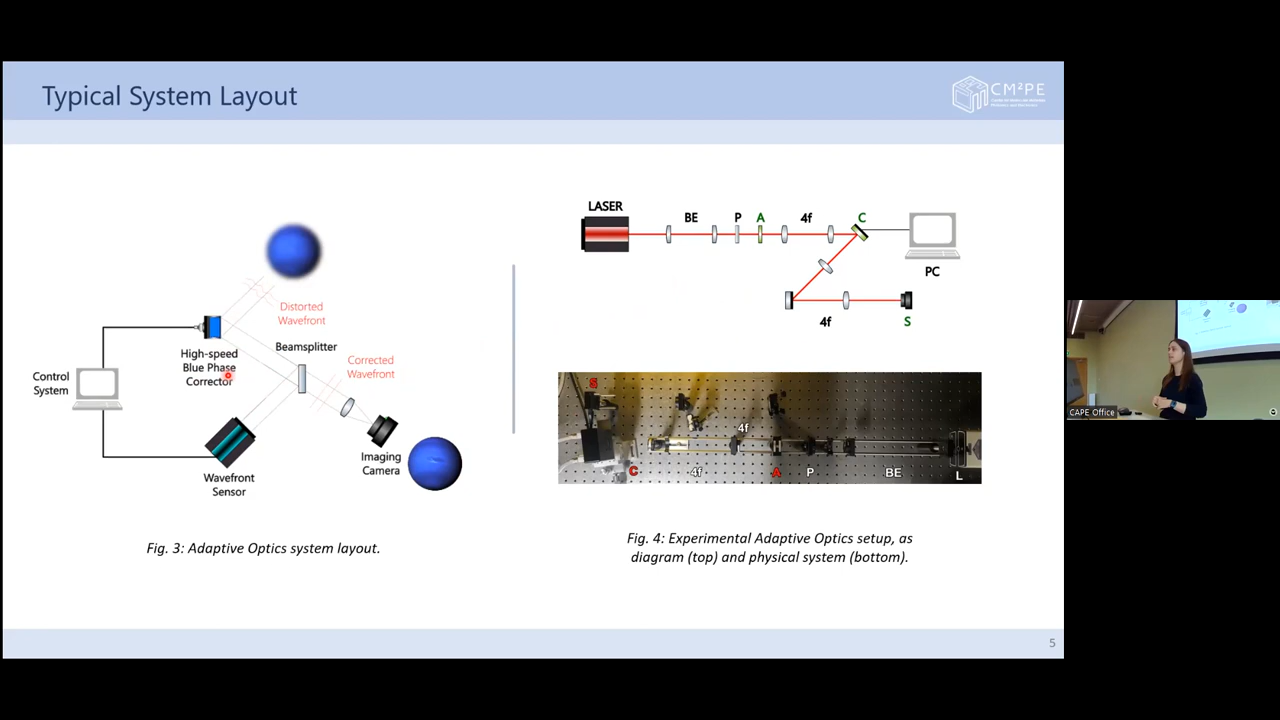 Typical System Layout
CM²PE
Distorted
Wavefront
High-speed
Blue Phase
Corrector
Beamsplitter
Corrected
Wavefront
Control
System
Wavefront
Sensor
Imaging
Camera
Fig. 3: Adaptive Optics system layout.
LASER
BE
P
A
4f
C
PC
4f
S
S
C
4f
4f
A
P
BE
L
Fig. 4: Experimental Adaptive Optics setup, as
diagram (top) and physical system (bottom).
5
CAPE Office